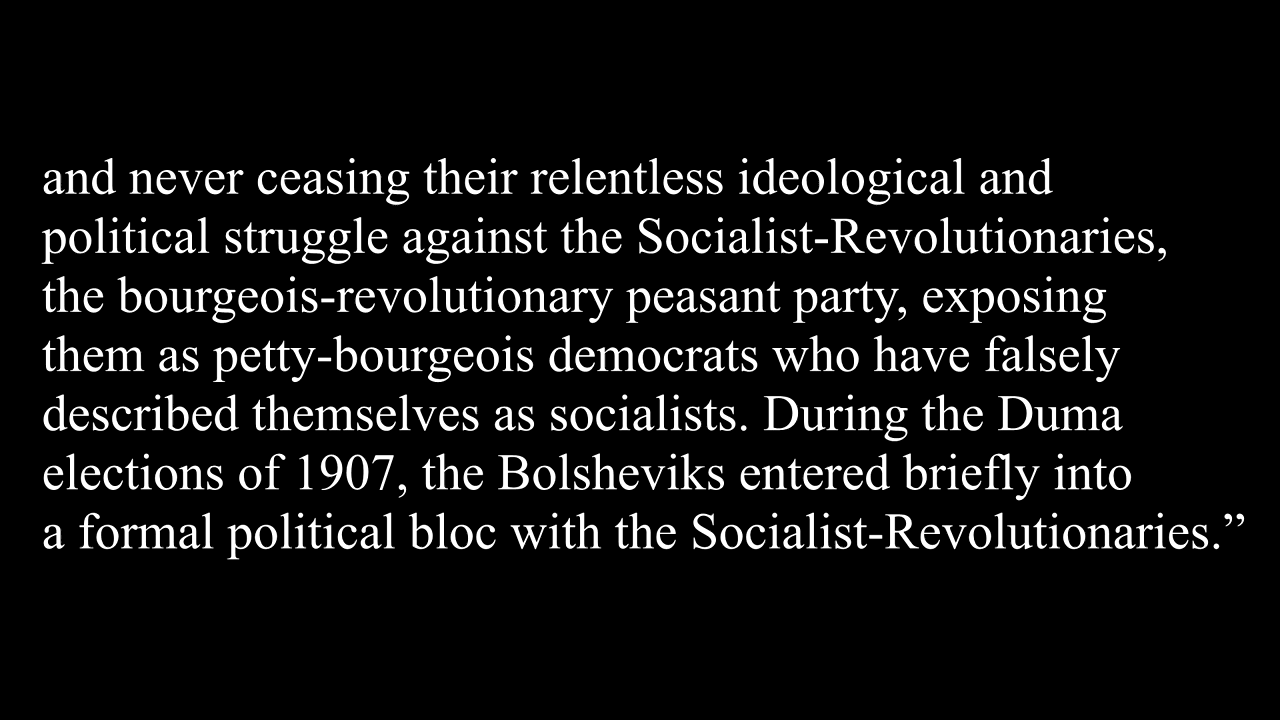 and never ceasing their relentless ideological and
political struggle against the Socialist-Revolutionaries,
the bourgeois-revolutionary peasant party, exposing
them as petty-bourgeois democrats who have falsely
described themselves as socialists. During the Duma
elections of 1907, the Bolsheviks entered briefly into
a formal political bloc with the Socialist-Revolutionaries.”